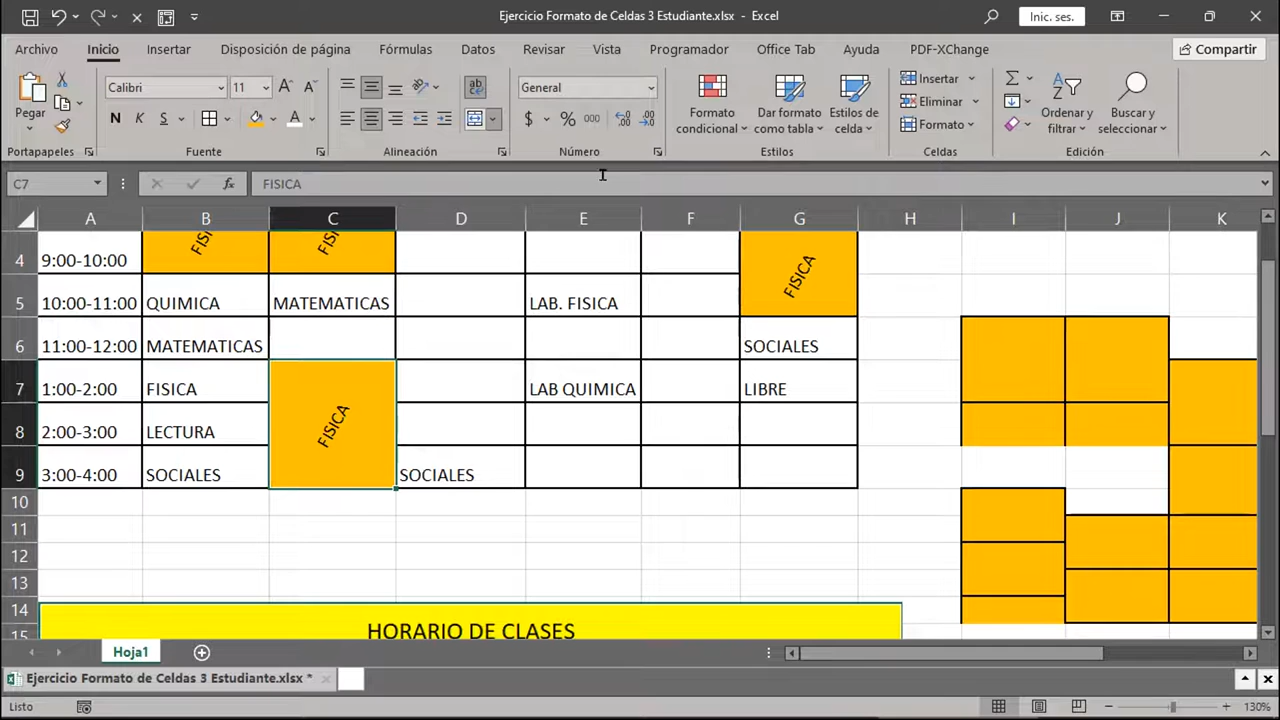 Ejercicio Formato de Celdas 3 Estudiante.xlsx - Excel
Inic. ses.
Archivo Inicio Insertar Disposición de página Fórmulas Datos Revisar Vista Programador Office Tab Ayuda PDF-XChange Compartir
Pegar
Calibri 11
N K S
ab
General
$ % 000
Formato condicional
Dar formato como tabla
Estilos de celda
Insertar
Eliminar
Formato
Ordenar y filtrar
Buscar y seleccionar
Portapapeles Fuente Alineación Número Estilos Celdas Edición
C7 fx FISICA
A B C D E F G H I J K
4 9:00-10:00 FISI FISI FISICA
5 10:00-11:00 QUIMICA MATEMATICAS LAB. FISICA
6 11:00-12:00 MATEMATICAS SOCIALES
7 1:00-2:00 FISICA FISICA LAB QUIMICA LIBRE
8 2:00-3:00 LECTURA
9 3:00-4:00 SOCIALES SOCIALES
10
11
12
13
14
15 HORARIO DE CLASES
Hoja1
Ejercicio Formato de Celdas 3 Estudiante.xlsx *
Listo 130%